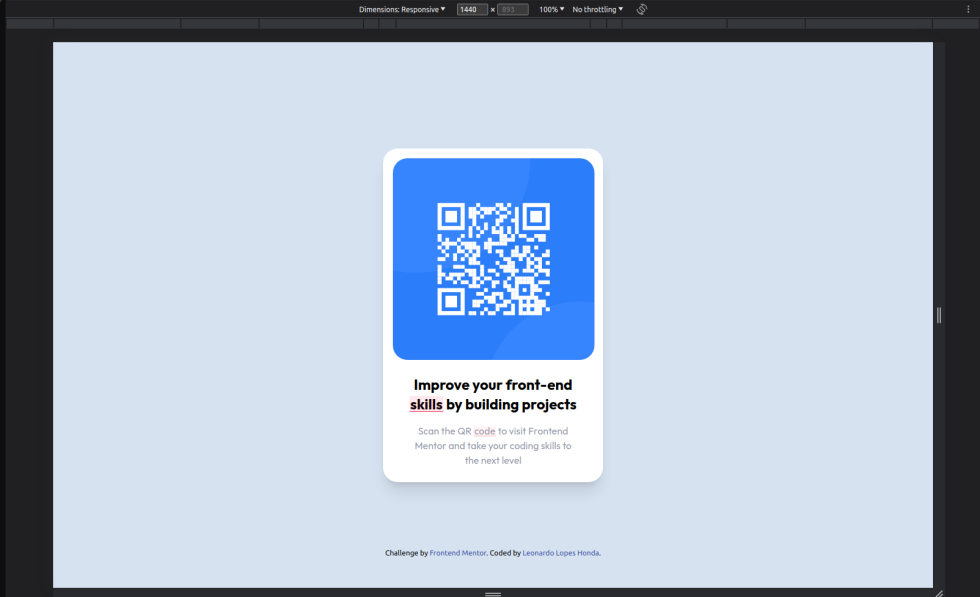 Dimensions: Responsive 1440 × 893 100% No throttling
Improve your front-end
skills by building projects
Scan the QR code to visit Frontend
Mentor and take your coding skills to
the next level
Challenge by Frontend Mentor. Coded by Leonardo Lopes Honda.